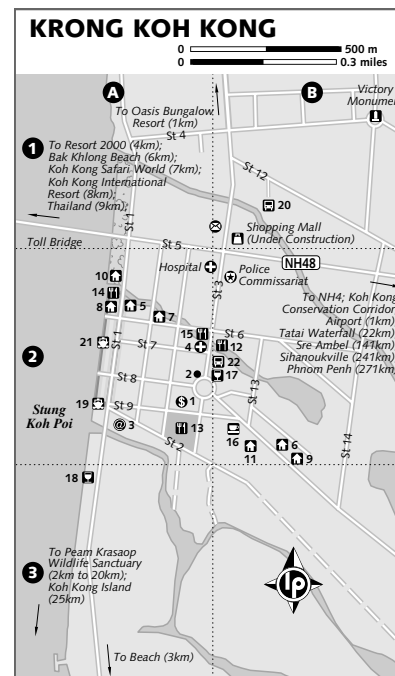 KRONG KOH KONG
0 500 m
0 0.3 miles
A
B
Victory
Monument
To Oasis Bungalow
Resort (1km)
St 4
1
To Resort 2000 (4km);
Bak Khlong Beach (6km);
Koh Kong Safari World (7km);
Koh Kong International
Resort (8km);
Thailand (9km);
St 1
St 12
20
Shopping Mall
(Under Construction)
Toll Bridge
St 5
NH48
Hospital
St 3
Police
Commissariat
10
14
8
5
7
To NH4; Koh Kong
Conservation Corridor;
Airport (1km)
Tatai Waterfall (22km)
Sre Ambel (141km)
Sihanoukville (241km)
Phnom Penh (271km)
15
St 6
4
12
2
21
St 1
St 7
22
2
17
St 13
St 8
1
19
St 9
Stung
Koh Poi
3
St 2
13
16
11
6
9
St 14
18
3
To Peam Krasaop
Wildlife Sanctuary
(2km to 20km);
Koh Kong Island
(25km)
lp
To Beach (3km)